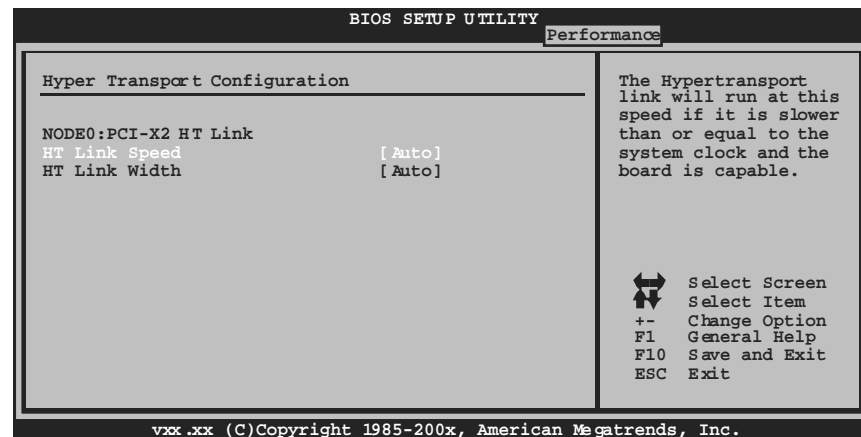 BIOS SETUP UTILITY
Performance
Hyper Transport Configuration
NODE0:PCI-X2 HT Link
HT Link Speed [Auto]
HT Link Width [Auto]
The Hypertransport
link will run at this
speed if it is slower
than or equal to the
system clock and the
board is capable.
Select Screen
Select Item
+- Change Option
F1 General Help
F10 Save and Exit
ESC Exit
vxx.xx (C)Copyright 1985-200x, American Megatrends, Inc.